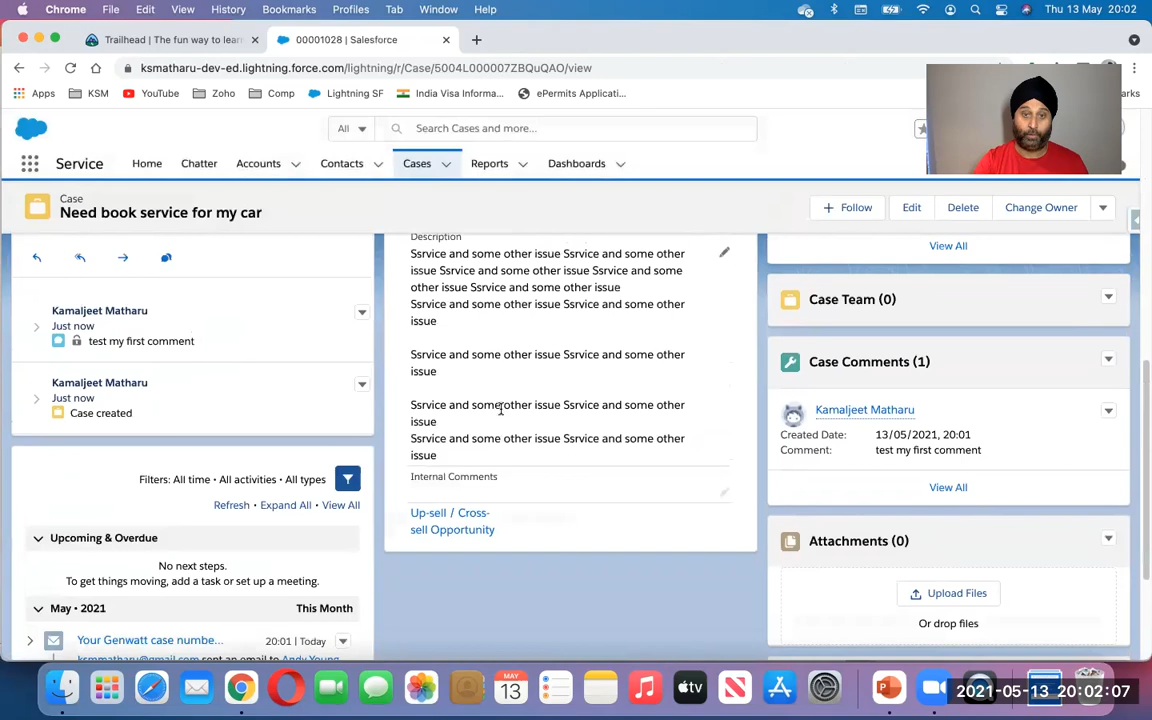 Chrome File Edit View History Bookmarks Profiles Tab Window Help Thu 13 May 20:02
Trailhead | The fun way to lear 00001028 | Salesforce
ksmatharu-dev-ed.lightning.force.com/lightning/r/Case/5004L000007ZBQuQAO/view
Apps KSM YouTube Zoho Comp Lightning SF India Visa Informa... ePermits Applicati... arks
All Search Cases and more...
Service Home Chatter Accounts Contacts Cases Reports Dashboards
Case
Need book service for my car
Follow Edit Delete Change Owner
Kamaljeet Matharu
Just now
test my first comment
Kamaljeet Matharu
Just now
Case created
Filters: All time • All activities • All types
Refresh • Expand All • View All
Upcoming & Overdue
No next steps.
To get things moving, add a task or set up a meeting.
May • 2021 This Month
Your Genwatt case numbe... 20:01 | Today
ksmmatharu@gmail.com sent an email to Andy Young
Description
Ssrvice and some other issue Ssrvice and some other
issue Ssrvice and some other issue Ssrvice and some
other issue Ssrvice and some other issue
Ssrvice and some other issue Ssrvice and some other
issue
Ssrvice and some other issue Ssrvice and some other
issue
Ssrvice and some other issue Ssrvice and some other
issue
Ssrvice and some other issue Ssrvice and some other
issue
Internal Comments
Up-sell / Cross-
sell Opportunity
View All
Case Team (0)
Case Comments (1)
Kamaljeet Matharu
Created Date: 13/05/2021, 20:01
Comment: test my first comment
View All
Attachments (0)
Upload Files
Or drop files
MAY
13
tv
2021-05-13 20:02:07